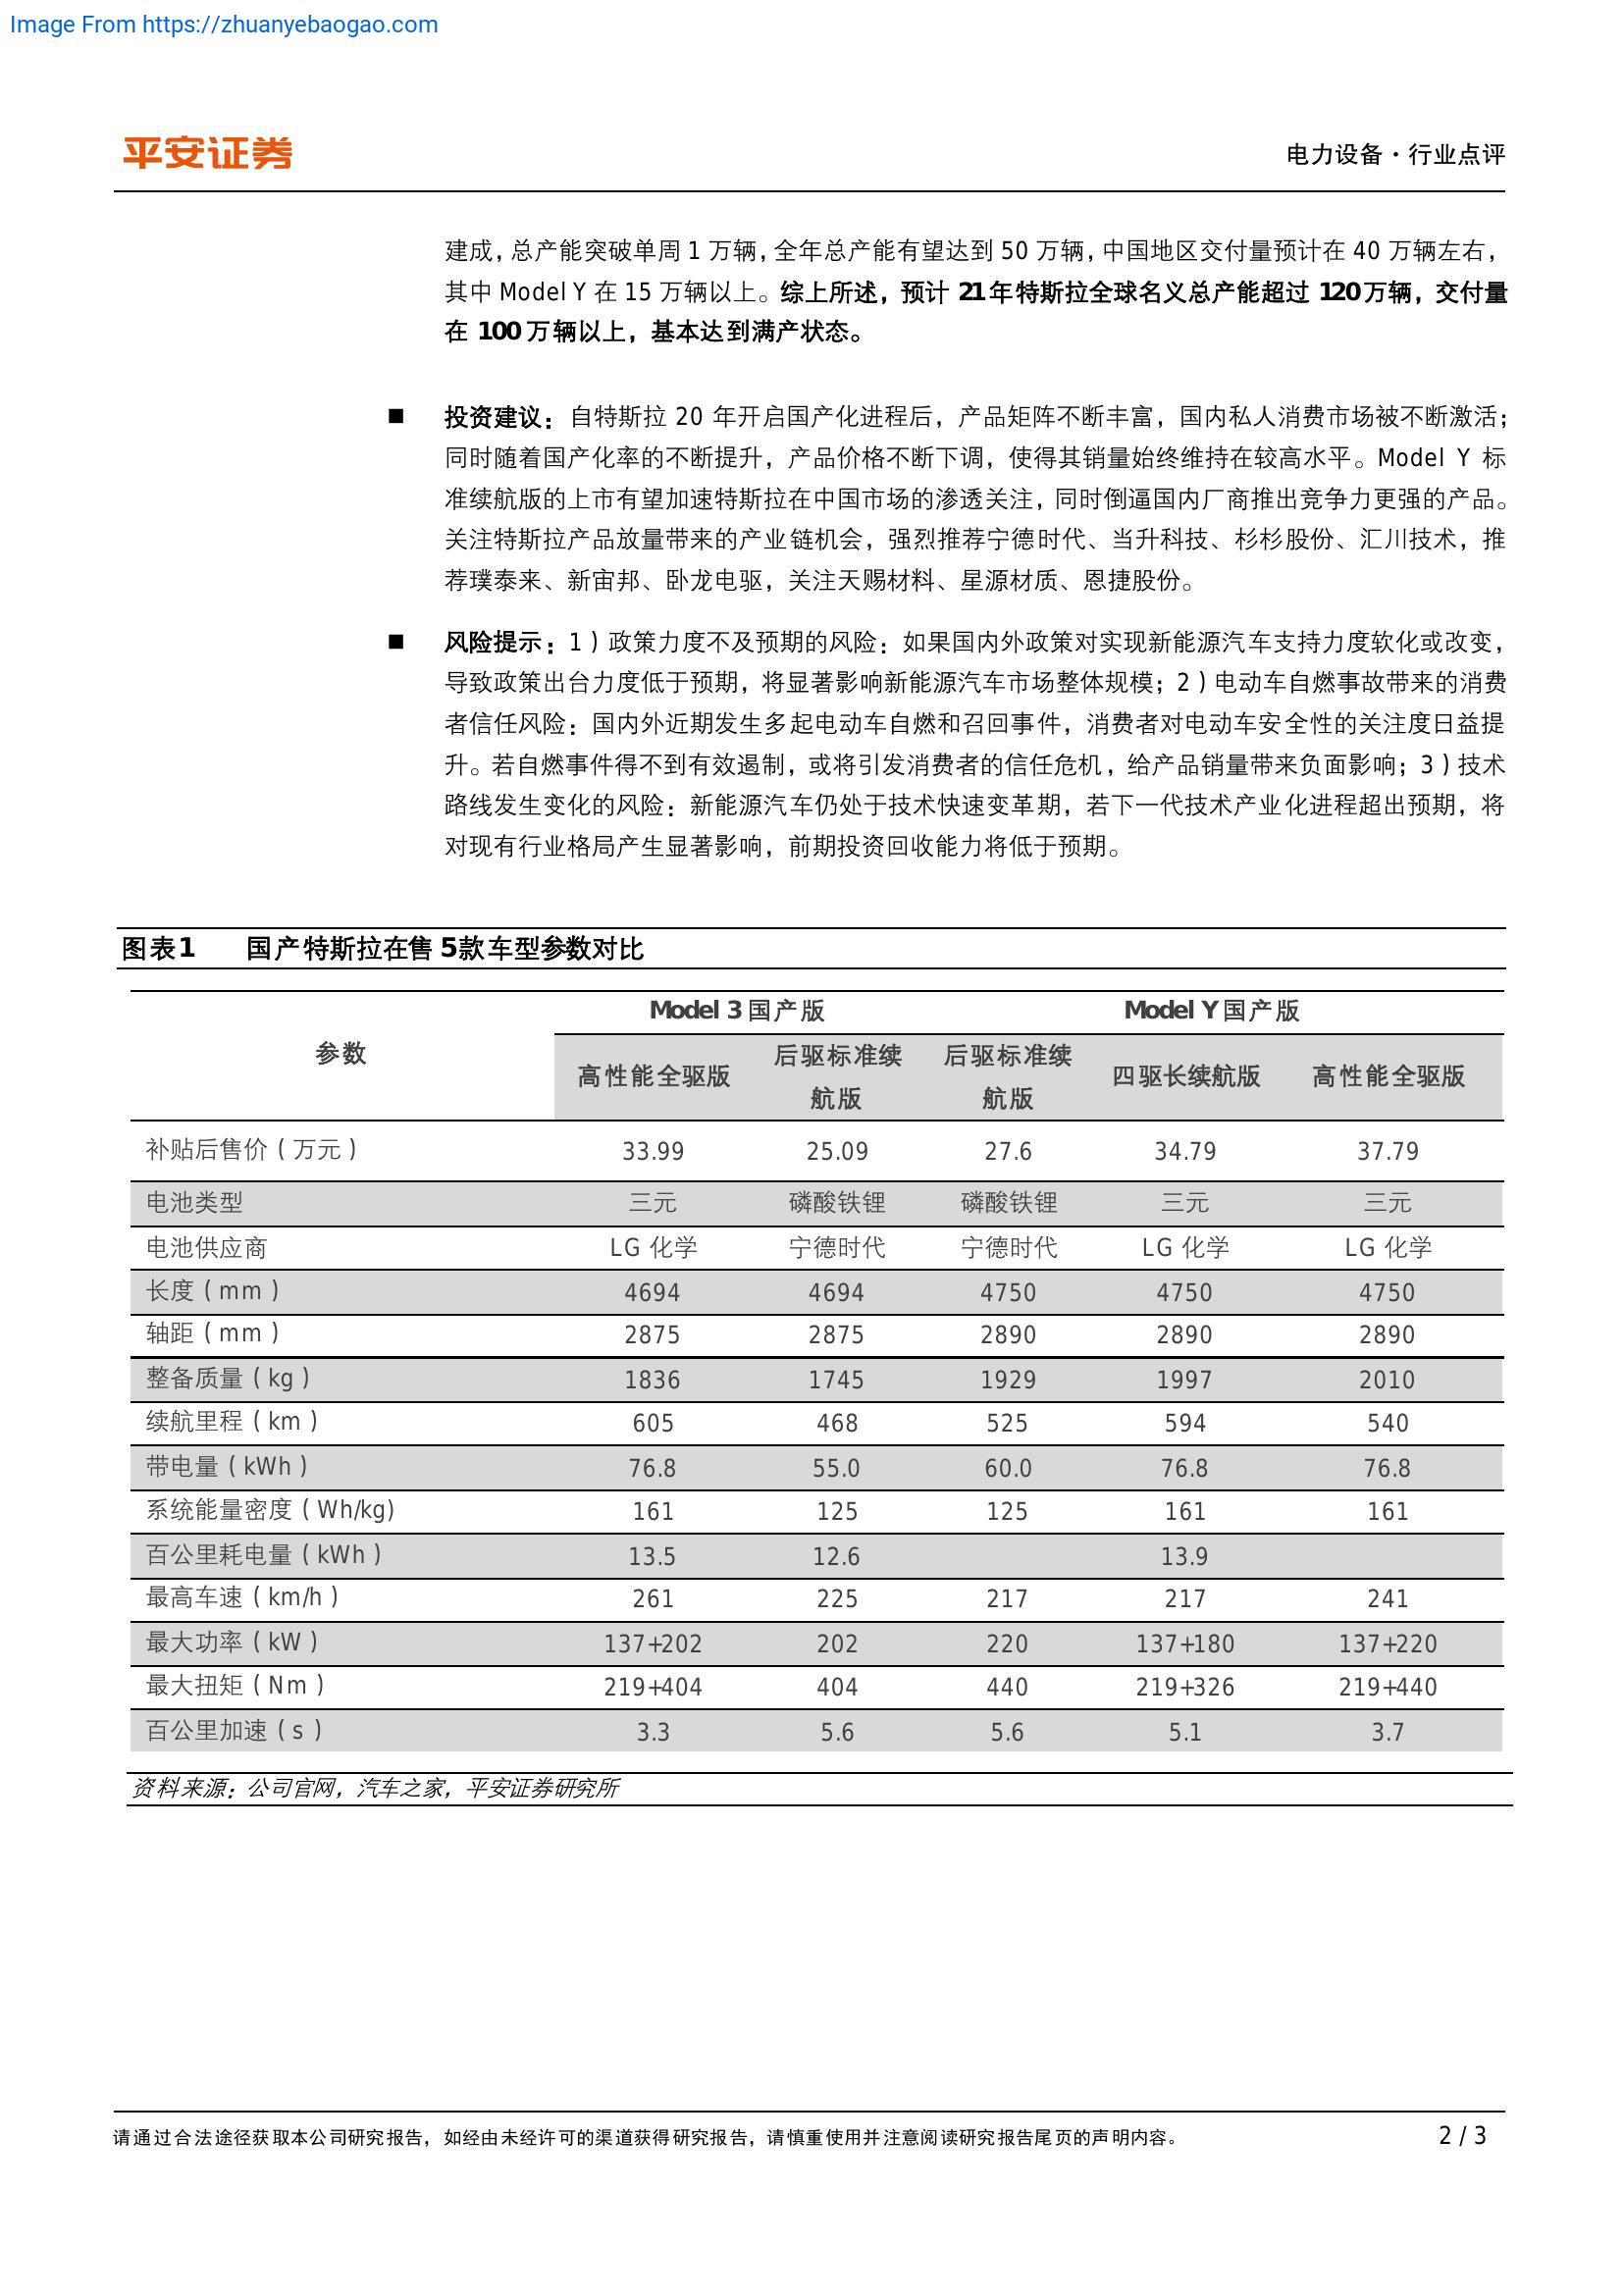 Image From https://zhuanyebaogao.com
平安证券
电力设备·行业点评
建成，总产能突破单周 1 万辆，全年总产能有望达到 50 万辆，中国地区交付量预计在 40 万辆左右，
其中 Model Y 在 15 万辆以上。综上所述，预计 21 年特斯拉全球名义总产能超过 120 万辆，交付量
在 100 万辆以上，基本达到满产状态。
■ 投资建议：自特斯拉 20 年开启国产化进程后，产品矩阵不断丰富，国内私人消费市场被不断激活；
同时随着国产化率的不断提升，产品价格不断下调，使得其销量始终维持在较高水平。Model Y 标
准续航版的上市有望加速特斯拉在中国市场的渗透关注，同时倒逼国内厂商推出竞争力更强的产品。
关注特斯拉产品放量带来的产业链机会，强烈推荐宁德时代、当升科技、杉杉股份、汇川技术，推
荐璞泰来、新宙邦、卧龙电驱，关注天赐材料、星源材质、恩捷股份。
■ 风险提示：1）政策力度不及预期的风险：如果国内外政策对实现新能源汽车支持力度软化或改变，
导致政策出台力度低于预期，将显著影响新能源汽车市场整体规模；2）电动车自燃事故带来的消费
者信任风险：国内外近期发生多起电动车自燃和召回事件，消费者对电动车安全性的关注度日益提
升。若自燃事件得不到有效遏制，或将引发消费者的信任危机，给产品销量带来负面影响；3）技术
路线发生变化的风险：新能源汽车仍处于技术快速变革期，若下一代技术产业化进程超出预期，将
对现有行业格局产生显著影响，前期投资回收能力将低于预期。
图表1 国产特斯拉在售 5款车型参数对比
参数 Model 3 国产版 Model Y 国产版
高性能全驱版 后驱标准续航版 后驱标准续航版 四驱长续航版 高性能全驱版
补贴后售价（万元） 33.99 25.09 27.6 34.79 37.79
电池类型 三元 磷酸铁锂 磷酸铁锂 三元 三元
电池供应商 LG 化学 宁德时代 宁德时代 LG 化学 LG 化学
长度（mm） 4694 4694 4750 4750 4750
轴距（mm） 2875 2875 2890 2890 2890
整备质量（kg） 1836 1745 1929 1997 2010
续航里程（km） 605 468 525 594 540
带电量（kWh） 76.8 55.0 60.0 76.8 76.8
系统能量密度（Wh/kg) 161 125 125 161 161
百公里耗电量（kWh） 13.5 12.6 13.9
最高车速（km/h） 261 225 217 217 241
最大功率（kW） 137+202 202 220 137+180 137+220
最大扭矩（Nm） 219+404 404 440 219+326 219+440
百公里加速（s） 3.3 5.6 5.6 5.1 3.7
资料来源：公司官网，汽车之家，平安证券研究所
请通过合法途径获取本公司研究报告，如经由未经许可的渠道获得研究报告，请慎重使用并注意阅读研究报告尾页的声明内容。
2 / 3